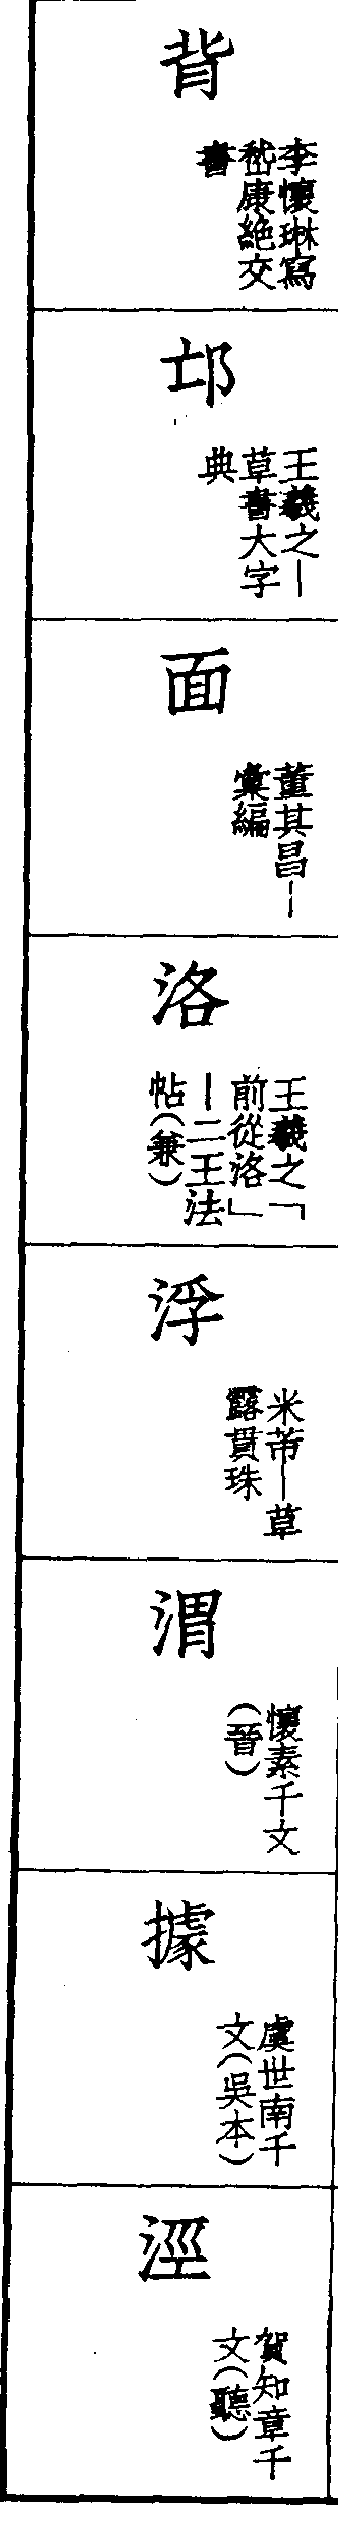 背
李懷琳寫
嵇康絕交
書
邙
王羲之—
草書大字
典
面
董其昌—
彙編
洛
王羲之「
前從洛」
—二王法
帖(兼)
浮
米芾—草
露貫珠
渭
懷素千文
(晉)
據
虞世南千
文(吳本)
涇
賀知章千
文(聽)